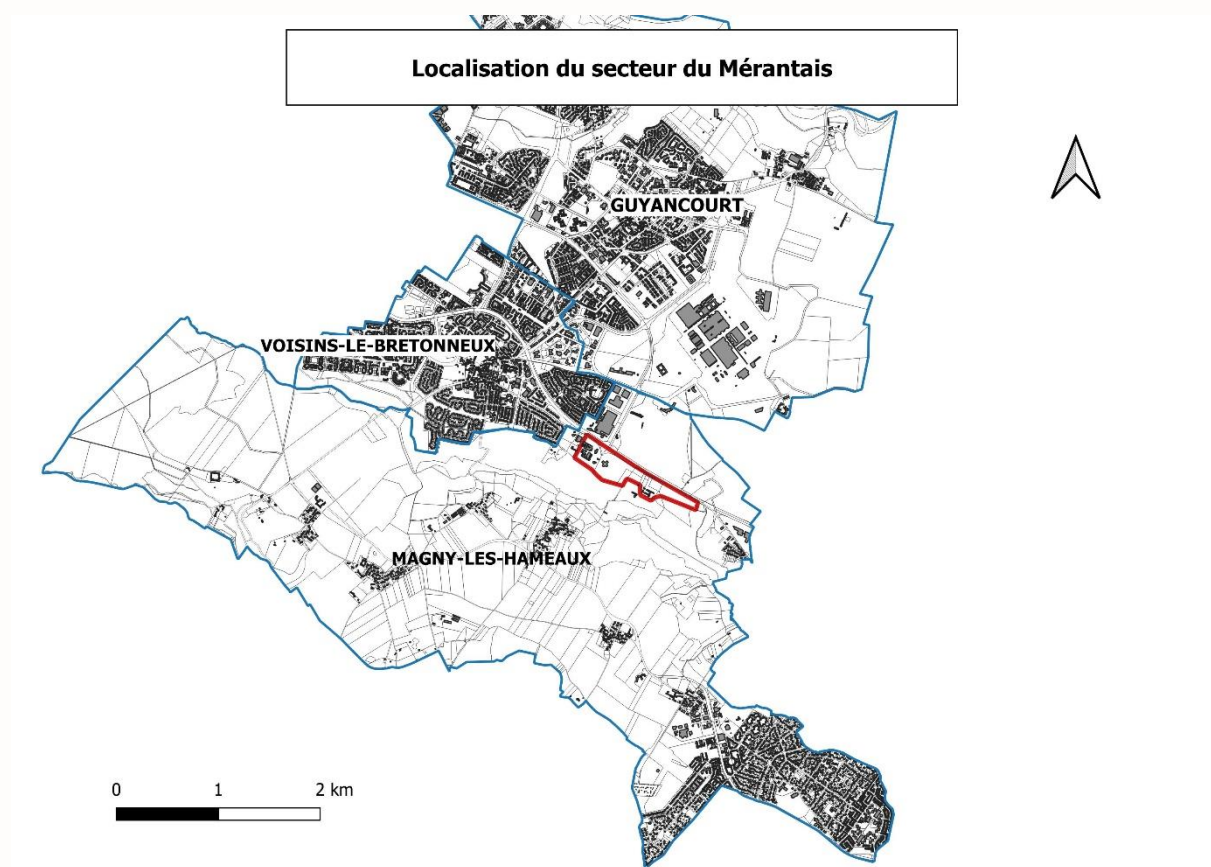 Localisation du secteur du Mérantais
GUYANCOURT
VOISINS-LE-BRETONNEUX
MAGNY-LES-HAMEAUX
0 1 2 km